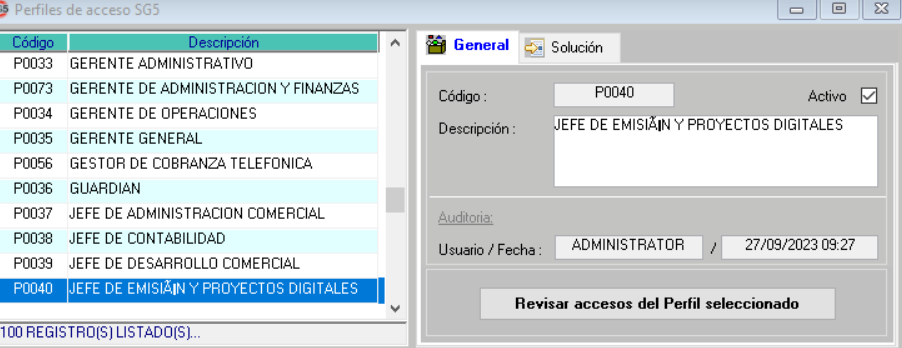 Perfiles de acceso SG5
Código Descripción
P0033 GERENTE ADMINISTRATIVO
P0073 GERENTE DE ADMINISTRACION Y FINANZAS
P0034 GERENTE DE OPERACIONES
P0035 GERENTE GENERAL
P0056 GESTOR DE COBRANZA TELEFONICA
P0036 GUARDIAN
P0037 JEFE DE ADMINISTRACION COMERCIAL
P0038 JEFE DE CONTABILIDAD
P0039 JEFE DE DESARROLLO COMERCIAL
P0040 JEFE DE EMISIÃ|N Y PROYECTOS DIGITALES
100 REGISTRO(S) LISTADO(S)...
General Solución
Código : P0040 Activo
Descripción : JEFE DE EMISIÃ|N Y PROYECTOS DIGITALES
Auditoria:
Usuario / Fecha : ADMINISTRATOR / 27/09/2023 09:27
Revisar accesos del Perfil seleccionado